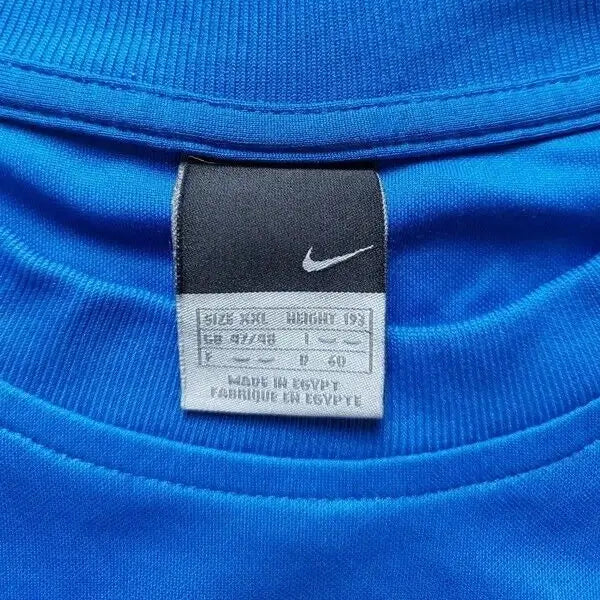 SIZE XXL HEIGHT 193
GB 47/48 I – –
F – – D 60
MADE IN EGYPT
FABRIQUE EN EGYPTE